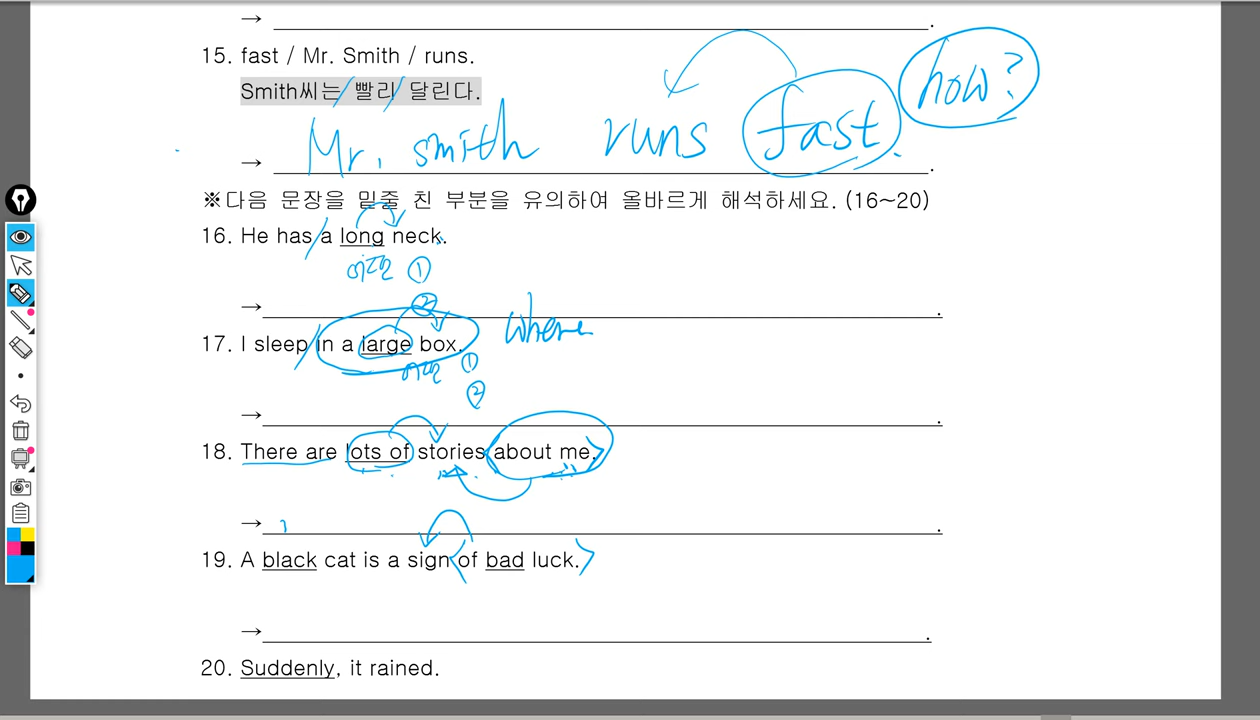 → .
15. fast / Mr. Smith / runs.
how?
Smith씨는 빨리 달린다.
→ Mr. smith runs fast. .
※다음 문장을 밑줄 친 부분을 유의하여 올바르게 해석하세요. (16~20)
16. He has a long neck.
①
→ .
②
where
17. I sleep in a large box.
①
②
→ .
18. There are lots of stories about me.
→ .
19. A black cat is a sign of bad luck.
→ .
20. Suddenly, it rained.